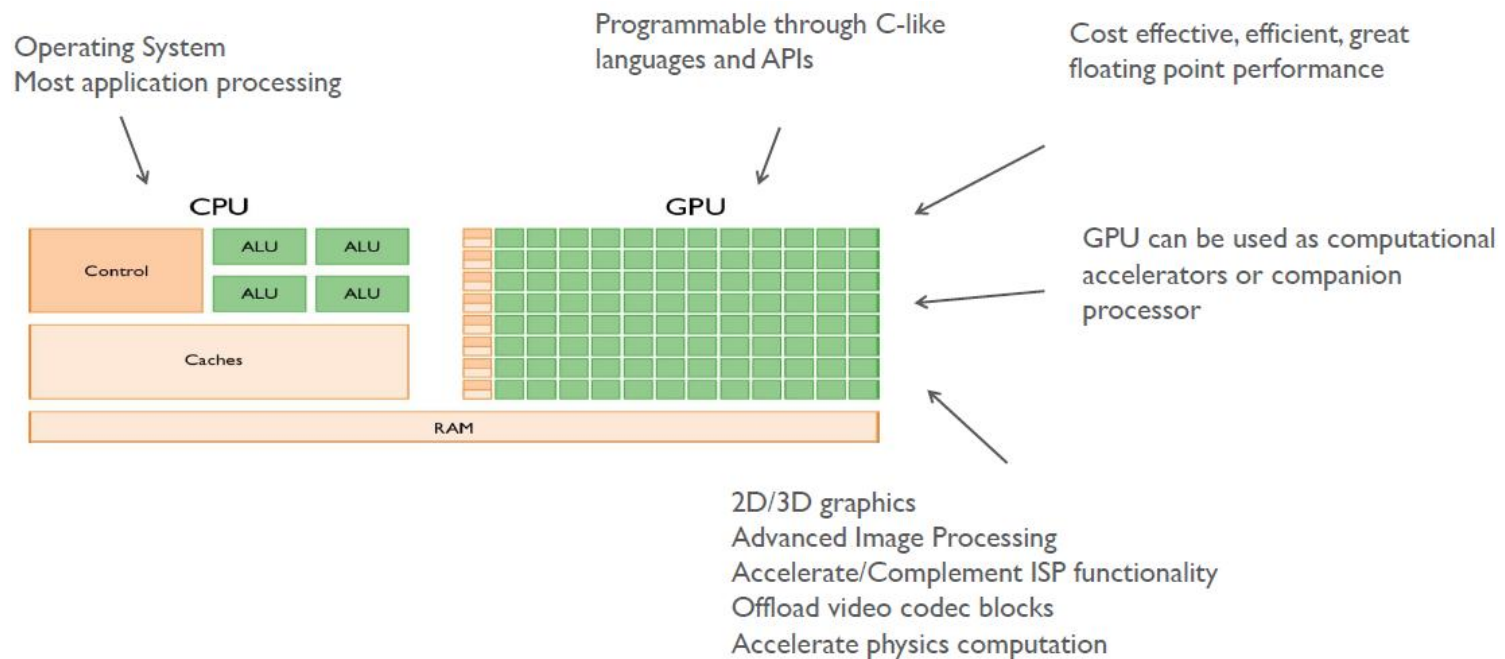 Operating System
Most application processing
Programmable through C-like
languages and APIs
Cost effective, efficient, great
floating point performance
CPU
GPU
Control
ALU
ALU
ALU
ALU
Caches
RAM
GPU can be used as computational
accelerators or companion
processor
2D/3D graphics
Advanced Image Processing
Accelerate/Complement ISP functionality
Offload video codec blocks
Accelerate physics computation